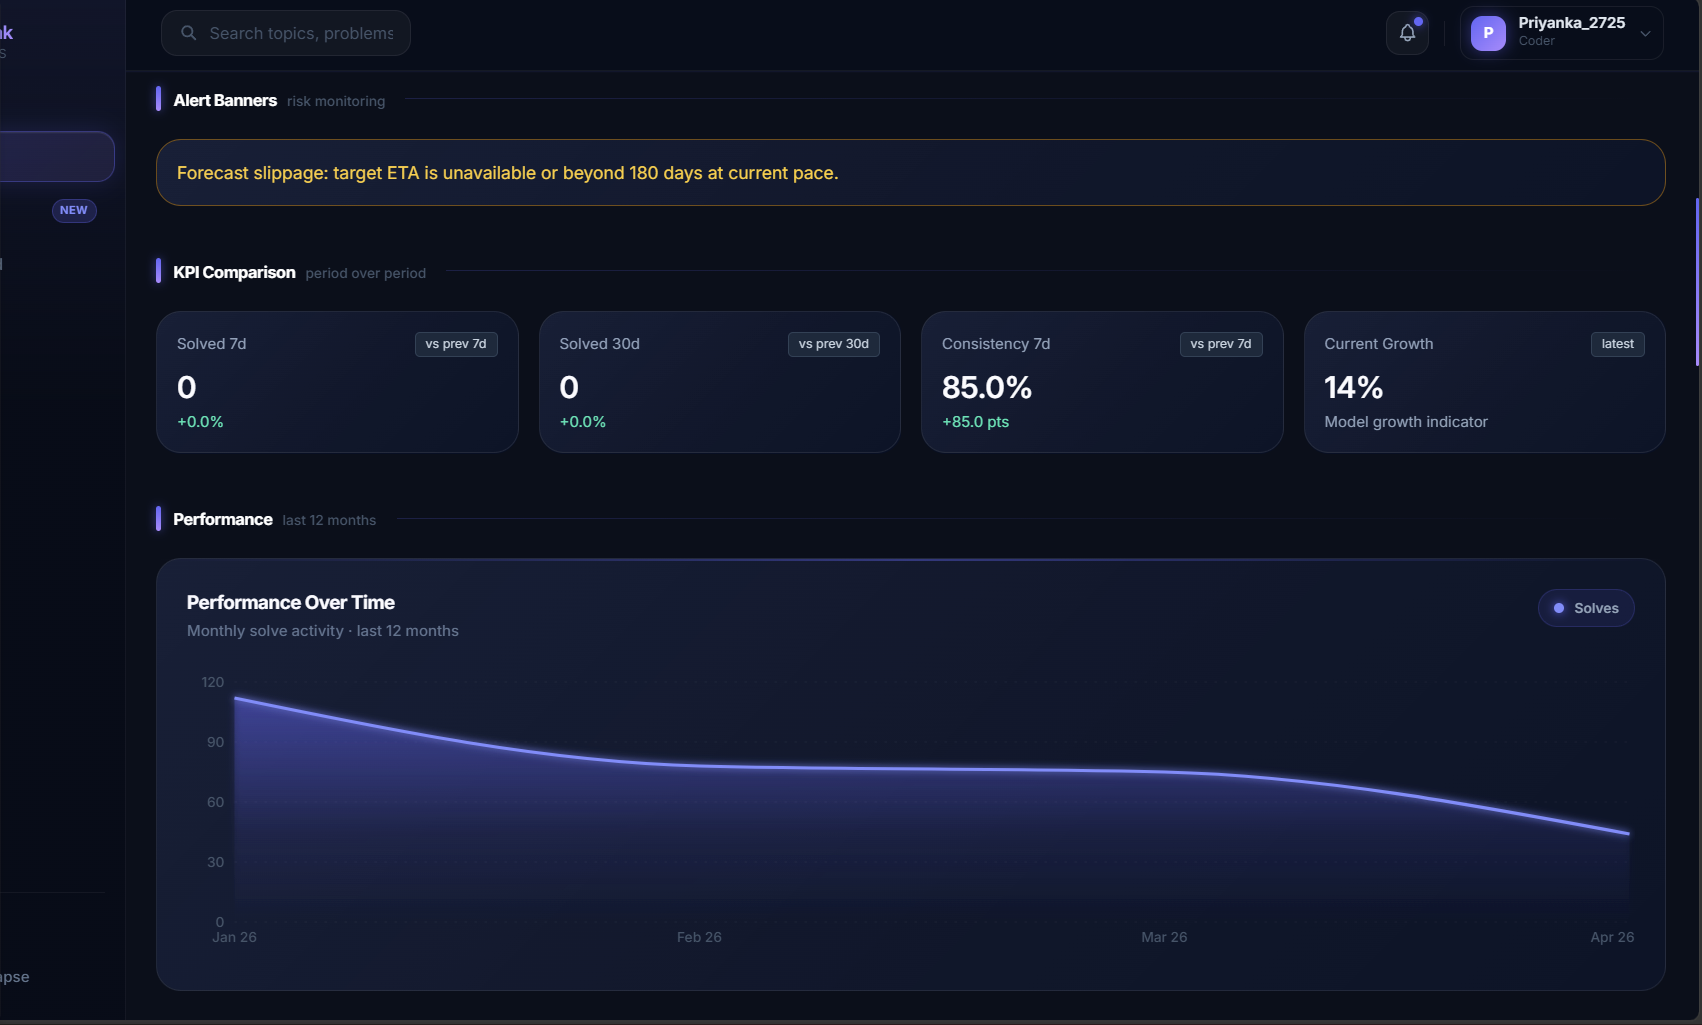 Search topics, problems
P
Priyanka_2725
Coder
Alert Banners risk monitoring
Forecast slippage: target ETA is unavailable or beyond 180 days at current pace.
NEW
KPI Comparison period over period
Solved 7d vs prev 7d
0
+0.0%
Solved 30d vs prev 30d
0
+0.0%
Consistency 7d vs prev 7d
85.0%
+85.0 pts
Current Growth latest
14%
Model growth indicator
Performance last 12 months
Performance Over Time
Monthly solve activity · last 12 months
Solves
120
90
60
30
0
Jan 26 Feb 26 Mar 26 Apr 26